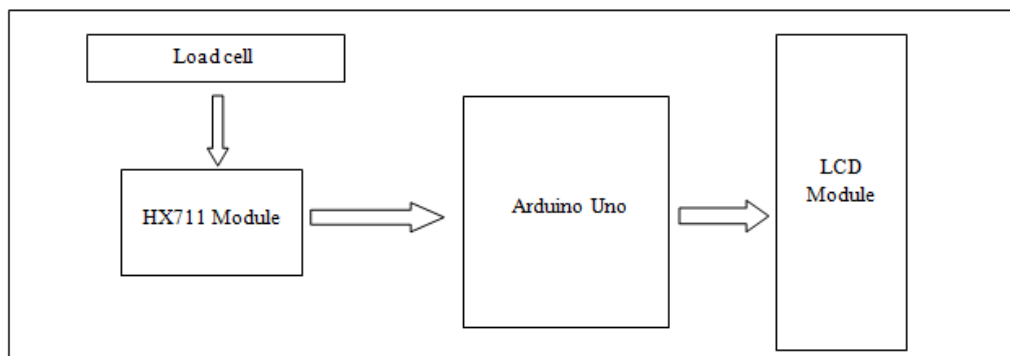 Load cell
HX711 Module
Arduino Uno
LCD
Module